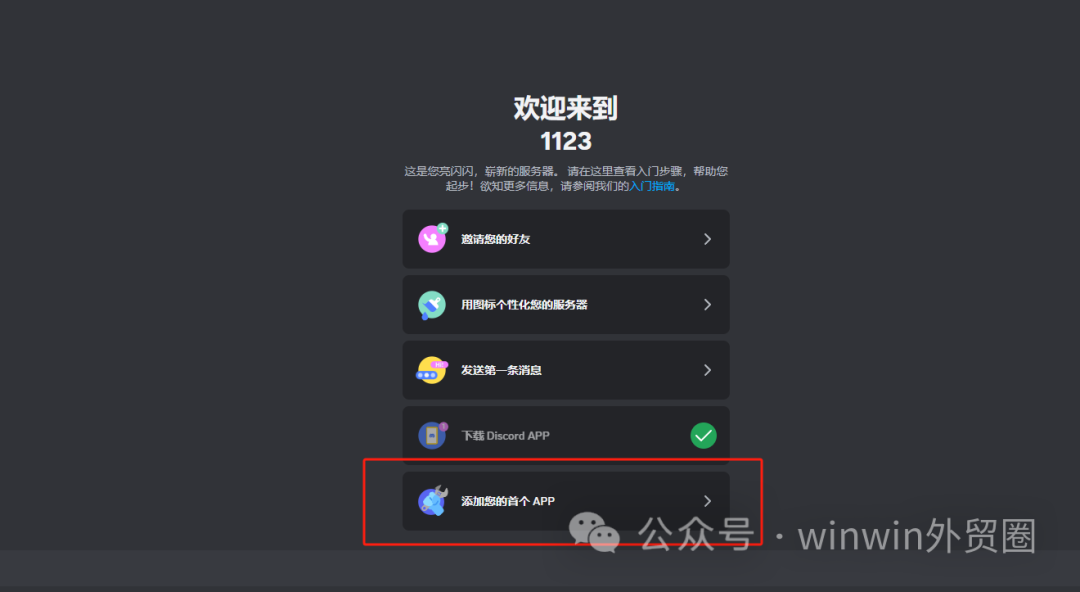 欢迎来到
1123
这是您亮闪闪，崭新的服务器。 请在这里查看入门步骤，帮助您
起步！欲知更多信息，请参阅我们的入门指南。
邀请您的好友
用图标个性化您的服务器
发送第一条消息
下载 Discord APP
添加您的首个 APP
公众号 · winwin外贸圈